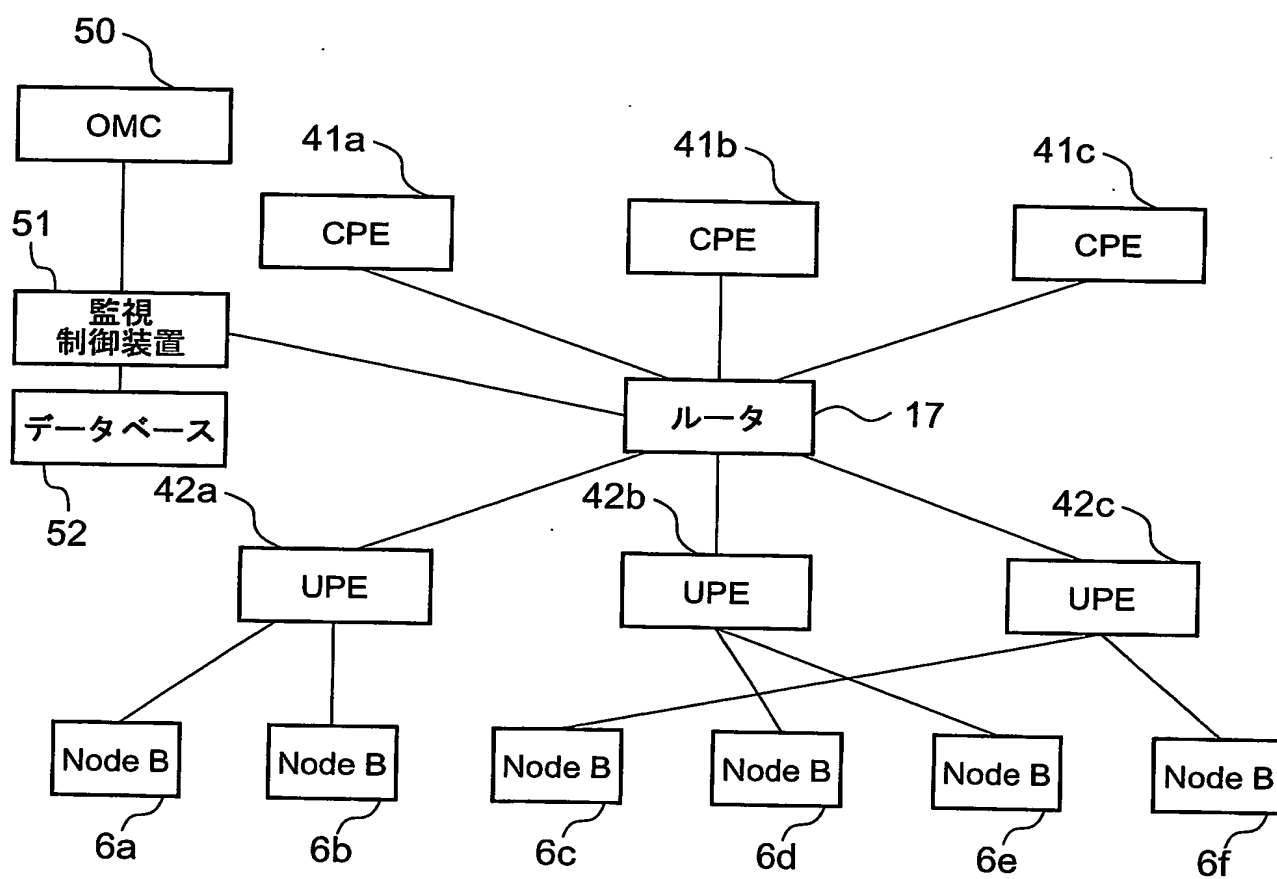 50
OMC
41a
41b
41c
CPE
CPE
CPE
51
監視
制御装置
ルータ
17
データベース
52
42a
42b
42c
UPE
UPE
UPE
Node B
Node B
Node B
Node B
Node B
Node B
6a
6b
6c
6d
6e
6f